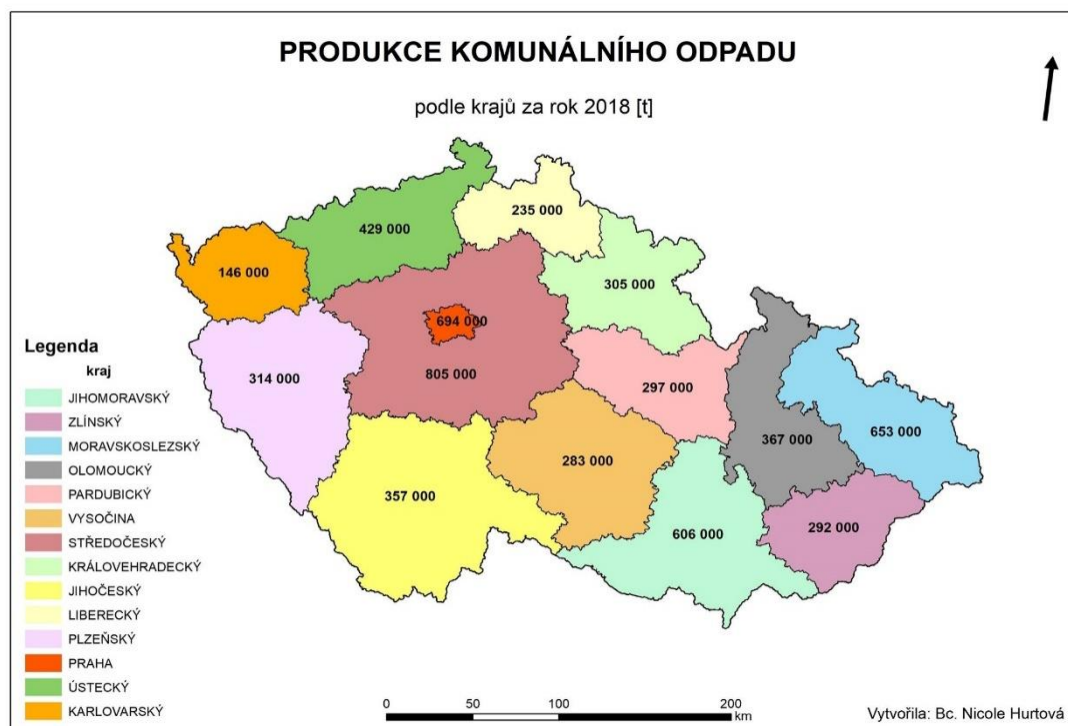 PRODUKCE KOMUNÁLNÍHO ODPADU
podle krajů za rok 2018 [t]
235 000
429 000
146 000
305 000
694 000
805 000
314 000
297 000
653 000
367 000
283 000
357 000
292 000
606 000
Legenda
kraj
JIHOMORAVSKÝ
ZLÍNSKÝ
MORAVSKOSLEZSKÝ
OLOMOUCKÝ
PARDUBICKÝ
VYSOČINA
STŘEDOČESKÝ
KRÁLOVEHRADECKÝ
JIHOČESKÝ
LIBERECKÝ
PLZEŇSKÝ
PRAHA
ÚSTECKÝ
KARLOVARSKÝ
0 50 100 200
km
Vytvořila: Bc. Nicole Hurtová